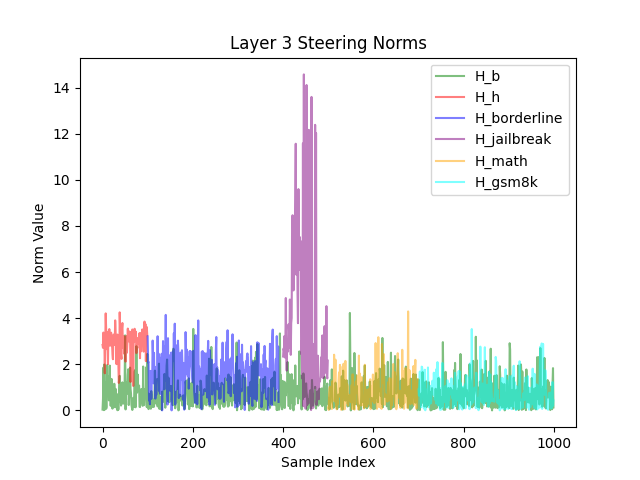 Layer 3 Steering Norms
H_b
H_h
H_borderline
H_jailbreak
H_math
H_gsm8k
Norm Value
14
12
10
8
6
4
2
0
0 200 400 600 800 1000
Sample Index